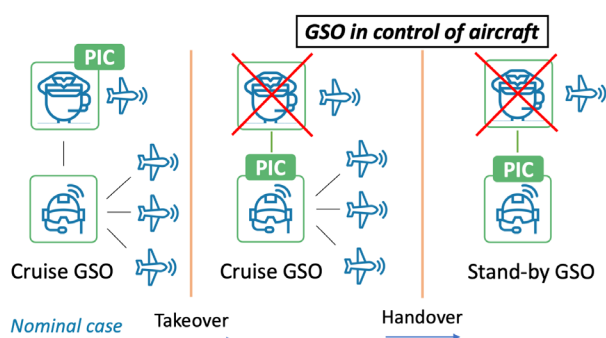 GSO in control of aircraft
PIC
PIC
PIC
Cruise GSO
Cruise GSO
Stand-by GSO
Nominal case
Takeover
Handover